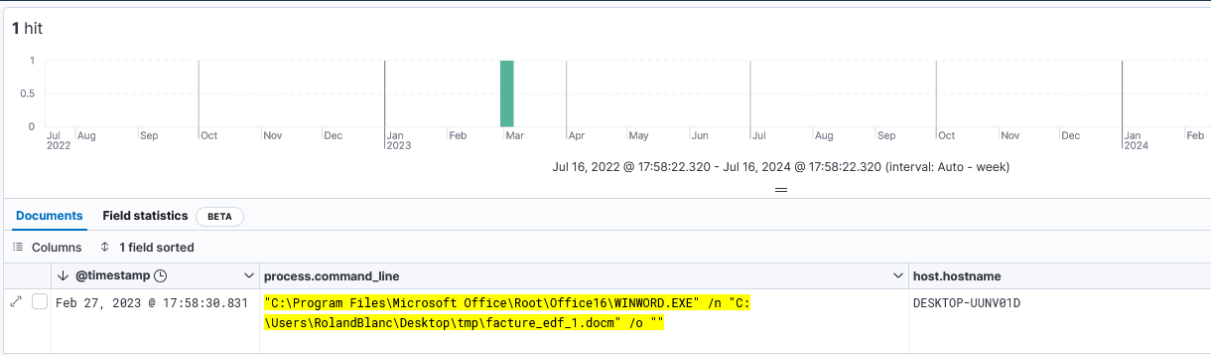 1 hit
1
0.5
0
Jul Aug Sep Oct Nov Dec Jan Feb Mar Apr May Jun Jul Aug Sep Oct Nov Dec Jan Feb
2022 2023 2024
Jul 16, 2022 @ 17:58:22.320 - Jul 16, 2024 @ 17:58:22.320 (interval: Auto - week)
Documents Field statistics BETA
Columns 1 field sorted
@timestamp process.command_line host.hostname
Feb 27, 2023 @ 17:58:30.831 "C:\Program Files\Microsoft Office\Root\Office16\WINWORD.EXE" /n "C: DESKTOP-UUNV01D
\Users\RolandBlanc\Desktop\tmp\facture_edf_1.docm" /o ""